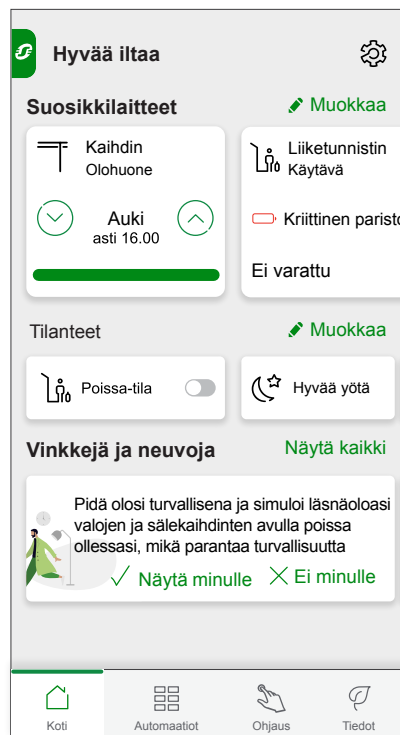 Hyvää iltaa
Suosikkilaitteet
Muokkaa
Kaihdin
Olohuone
Auki
asti 16.00
Liiketunnistin
Käytävä
Kriittinen paristo
Ei varattu
Tilanteet
Muokkaa
Poissa-tila
Hyvää yötä
Vinkkejä ja neuvoja
Näytä kaikki
Pidä olosi turvallisena ja simuloi läsnäoloasi
valojen ja sälekaihdinten avulla poissa
ollessasi, mikä parantaa turvallisuutta
Näytä minulle
Ei minulle
Koti
Automaatiot
Ohjaus
Tiedot